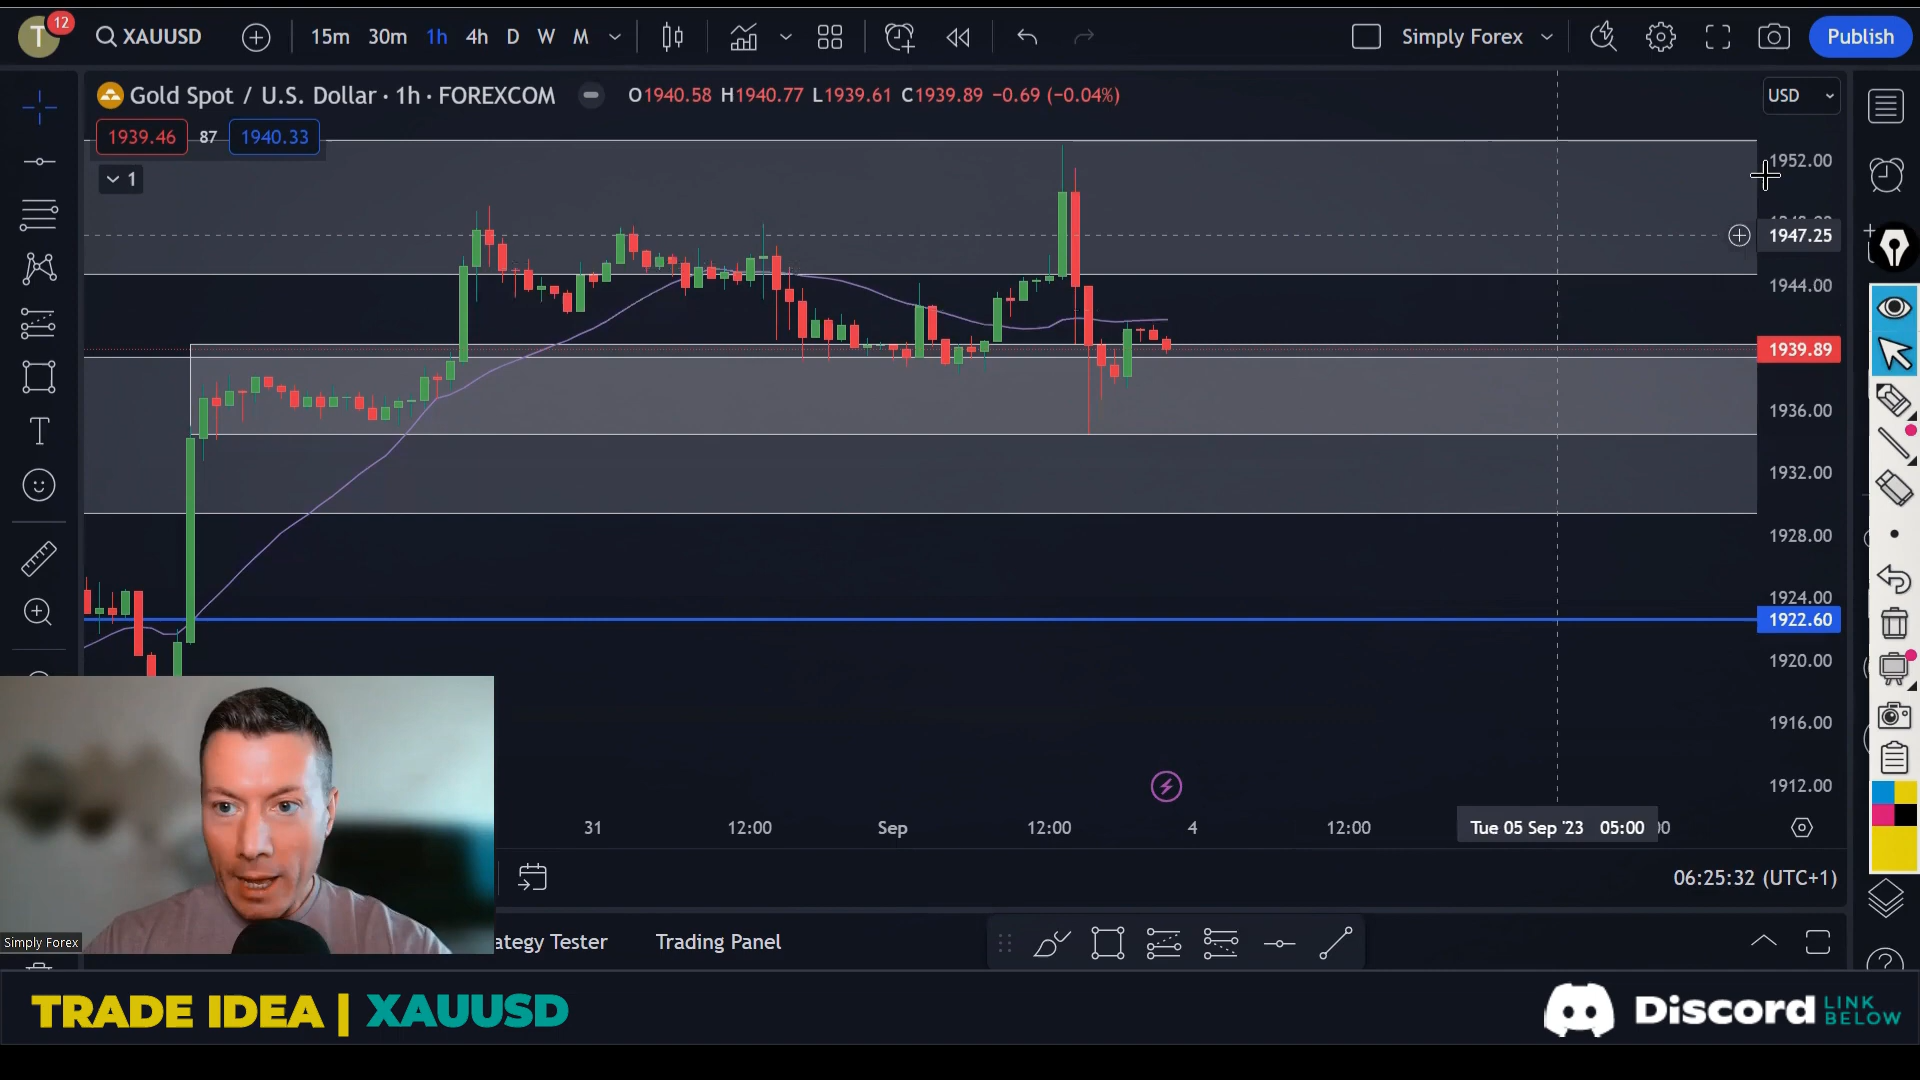 T
12
XAUUSD
15m 30m 1h 4h D W M
Simply Forex
Publish
Gold Spot / U.S. Dollar · 1h · FOREXCOM
O1940.58 H1940.77 L1939.61 C1939.89 −0.69 (−0.04%)
USD
1939.46 87 1940.33
1
1952.00
1947.25
1944.00
1939.89
1936.00
1932.00
1928.00
1924.00
1922.60
1920.00
1916.00
1912.00
31 12:00 Sep 12:00 4 12:00 Tue 05 Sep '23 05:00
06:25:32 (UTC+1)
Simply Forex
ategy Tester Trading Panel
TRADE IDEA | XAUUSD
Discord LINK BELOW